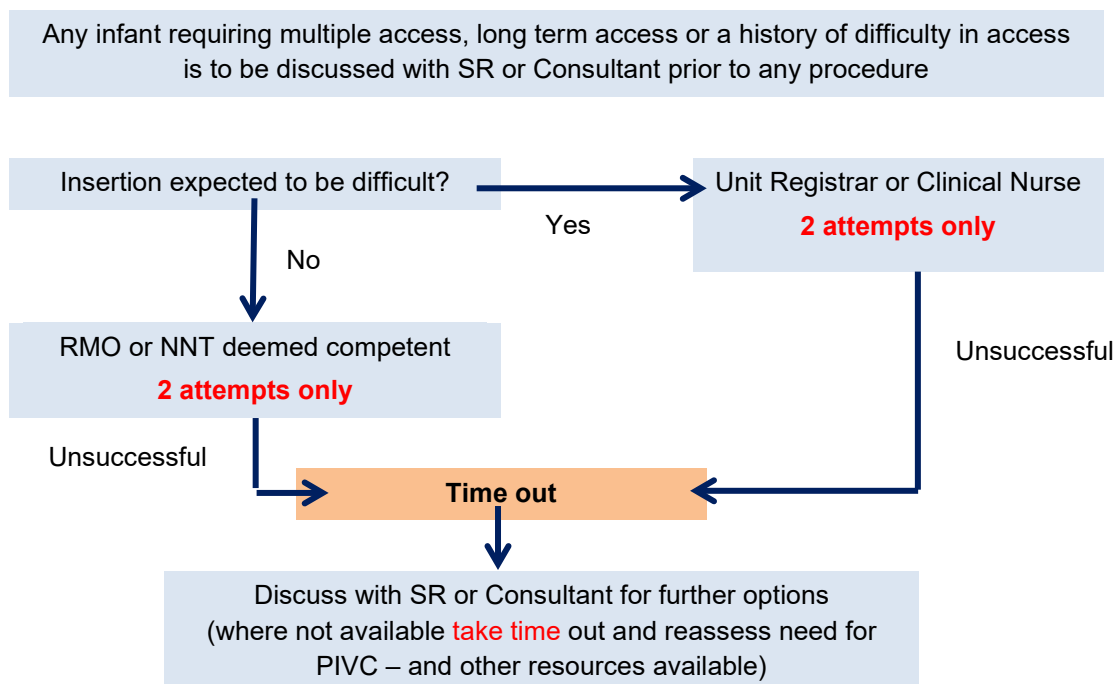 Any infant requiring multiple access, long term access or a history of difficulty in access
is to be discussed with SR or Consultant prior to any procedure
Insertion expected to be difficult?
Yes
Unit Registrar or Clinical Nurse
2 attempts only
No
RMO or NNT deemed competent
2 attempts only
Unsuccessful
Unsuccessful
Time out
Discuss with SR or Consultant for further options
(where not available take time out and reassess need for
PIVC – and other resources available)